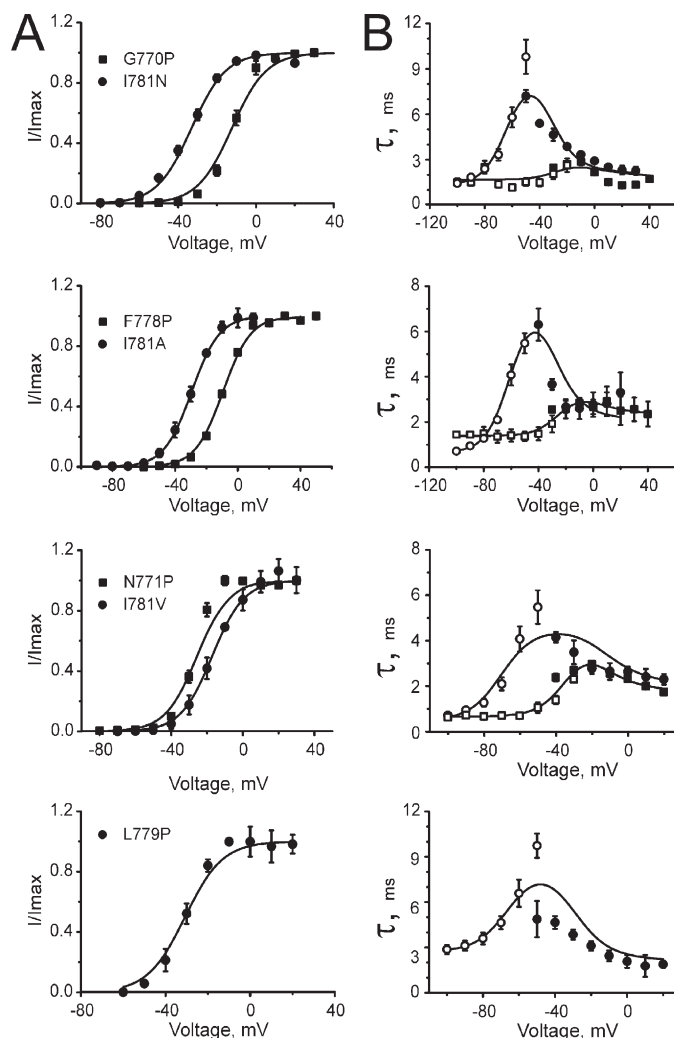 A
B
G770P
I781N
I/Imax
1.2
0.8
0.4
0.0
-80 -40 0 40
Voltage, mV
τ, ms
12
9
6
3
0
-120 -80 -40 0 40
Voltage, mV
F778P
I781A
I/Imax
1.2
0.8
0.4
0.0
-80 -40 0 40
Voltage, mV
τ, ms
8
6
4
2
0
-120 -80 -40 0 40
Voltage, mV
N771P
I781V
I/Imax
1.2
0.8
0.4
0.0
-80 -40 0 40
Voltage, mV
τ, ms
8
6
4
2
0
-80 -40 0
Voltage, mV
L779P
I/Imax
1.2
0.8
0.4
0.0
-80 -40 0 40
Voltage, mV
τ, ms
12
9
6
3
0
-80 -40 0
Voltage, mV